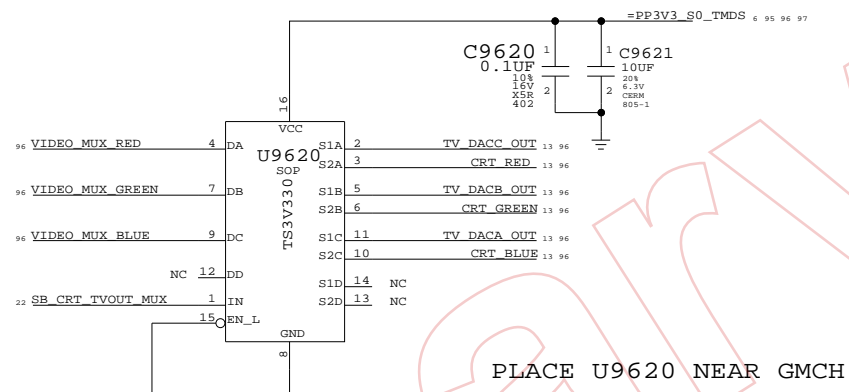 =PP3V3_S0_TMDS 6 95 96 97
C9620 1
0.1UF
10%
16V
X5R
402
2
1 C9621
10UF
20%
6.3V
CERM
805-1
2
16
VCC
96 VIDEO_MUX_RED 4 DA
U9620
SOP
TS3V330
S1A 2 TV_DACC_OUT 13 96
S2A 3 CRT_RED 13 96
96 VIDEO_MUX_GREEN 7 DB
S1B 5 TV_DACB_OUT 13 96
S2B 6 CRT_GREEN 13 96
96 VIDEO_MUX_BLUE 9 DC
S1C 11 TV_DACA_OUT 13 96
S2C 10 CRT_BLUE 13 96
NC 12 DD
S1D 14 NC
22 SB_CRT_TVOUT_MUX 1 IN
S2D 13 NC
15 EN_L
GND
8
PLACE U9620 NEAR GMCH